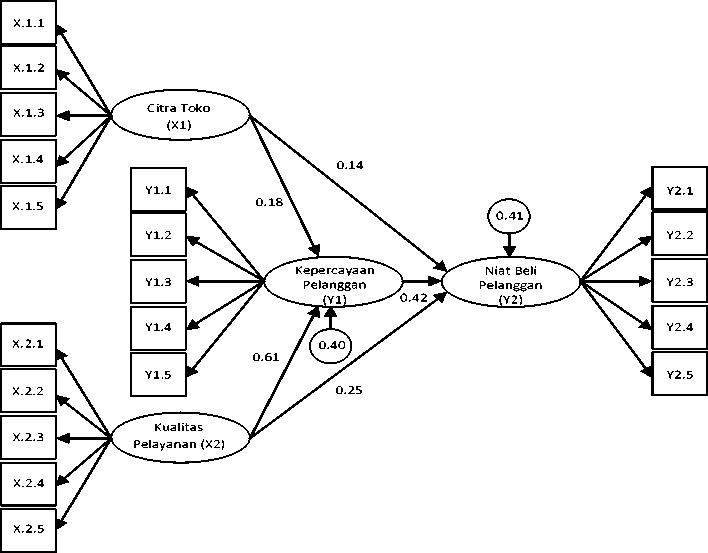 X.1.1
X.1.2
X.1.3
X.1.4
X.1.5
Citra Toko
(X1)
0.14
0.18
Y1.1
Y1.2
Y1.3
Y1.4
Y1.5
Kepercayaan
Pelanggan
(Y1)
0.40
0.42
0.41
Niat Beli
Pelanggan
(Y2)
Y2.1
Y2.2
Y2.3
Y2.4
Y2.5
0.61
0.25
X.2.1
X.2.2
X.2.3
X.2.4
X.2.5
Kualitas
Pelayanan (X2)